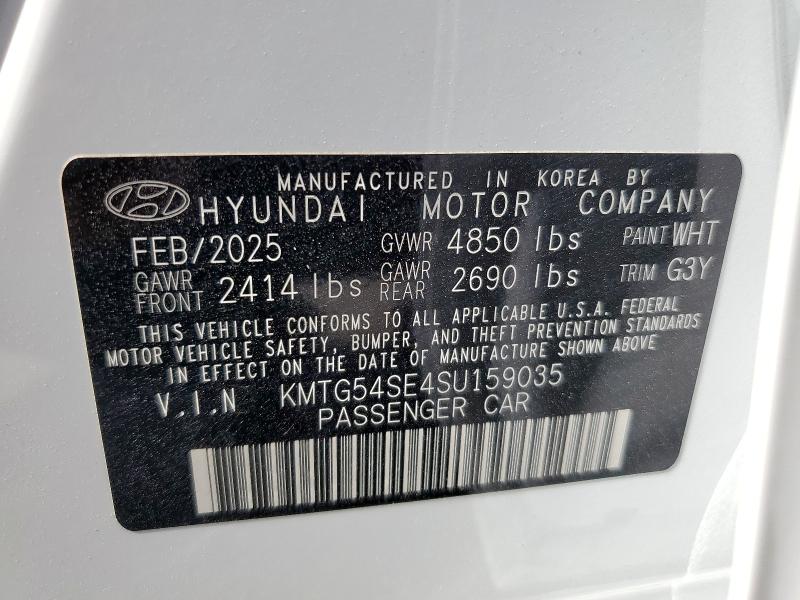 MANUFACTURED IN KOREA BY
HYUNDAI MOTOR COMPANY
FEB/2025 GVWR 4850 lbs PAINT WHT
GAWR FRONT 2414 lbs GAWR REAR 2690 lbs TRIM G3Y
THIS VEHICLE CONFORMS TO ALL APPLICABLE U.S.A. FEDERAL
MOTOR VEHICLE SAFETY, BUMPER, AND THEFT PREVENTION STANDARDS
IN EFFECT ON THE DATE OF MANUFACTURE SHOWN ABOVE
V.I.N KMTG54SE4SU159035
PASSENGER CAR